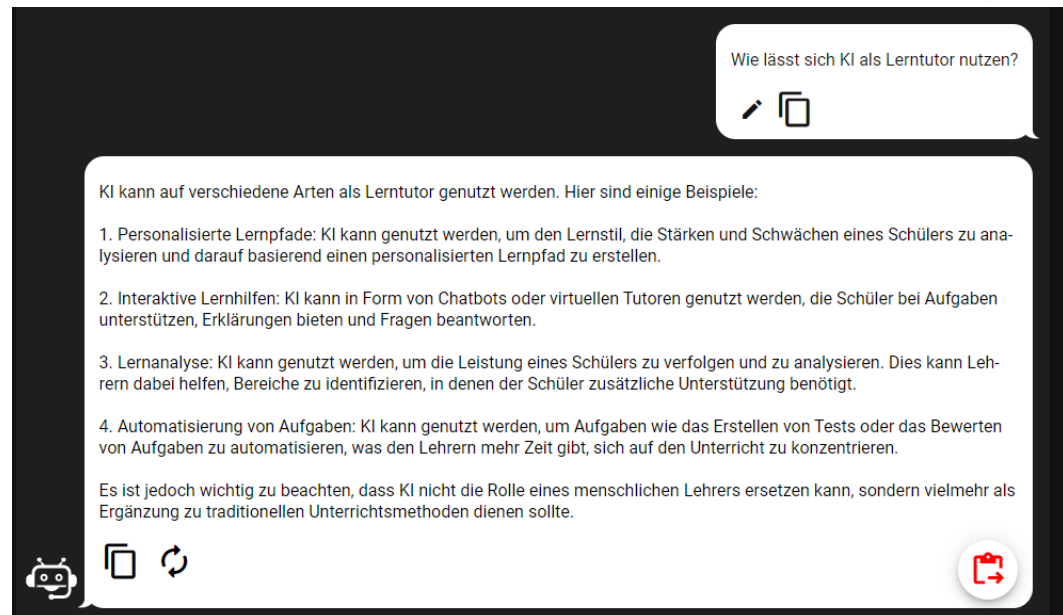 Wie lässt sich KI als Lerntutor nutzen?
KI kann auf verschiedene Arten als Lerntutor genutzt werden. Hier sind einige Beispiele:
1. Personalisierte Lernpfade: KI kann genutzt werden, um den Lernstil, die Stärken und Schwächen eines Schülers zu ana-
lysieren und darauf basierend einen personalisierten Lernpfad zu erstellen.
2. Interaktive Lernhilfen: KI kann in Form von Chatbots oder virtuellen Tutoren genutzt werden, die Schüler bei Aufgaben
unterstützen, Erklärungen bieten und Fragen beantworten.
3. Lernanalyse: KI kann genutzt werden, um die Leistung eines Schülers zu verfolgen und zu analysieren. Dies kann Leh-
rern dabei helfen, Bereiche zu identifizieren, in denen der Schüler zusätzliche Unterstützung benötigt.
4. Automatisierung von Aufgaben: KI kann genutzt werden, um Aufgaben wie das Erstellen von Tests oder das Bewerten
von Aufgaben zu automatisieren, was den Lehrern mehr Zeit gibt, sich auf den Unterricht zu konzentrieren.
Es ist jedoch wichtig zu beachten, dass KI nicht die Rolle eines menschlichen Lehrers ersetzen kann, sondern vielmehr als
Ergänzung zu traditionellen Unterrichtsmethoden dienen sollte.